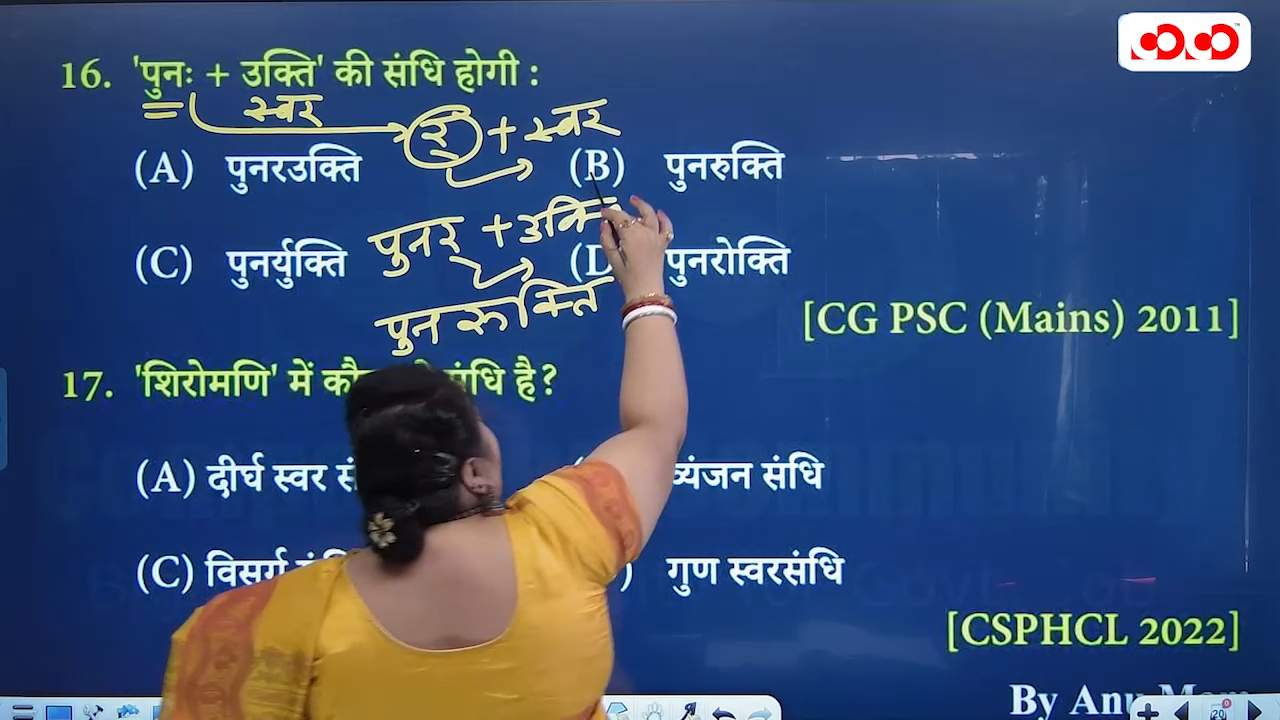 16. 'पुनः + उक्ति' की संधि होगी :
स्वर
र् + स्वर
(A) पुनरउक्ति (B) पुनरुक्ति
पुनर् + उक्ति
(C) पुनर्युक्ति (D) पुनरोक्ति
पुनरुक्ति
[CG PSC (Mains) 2011]
17. 'शिरोमणि' में संधि है?
(A) दीर्घ स्वर व्यंजन संधि
(C) विसर्ग गुण स्वरसंधि
[CSPHCL 2022]
By
20